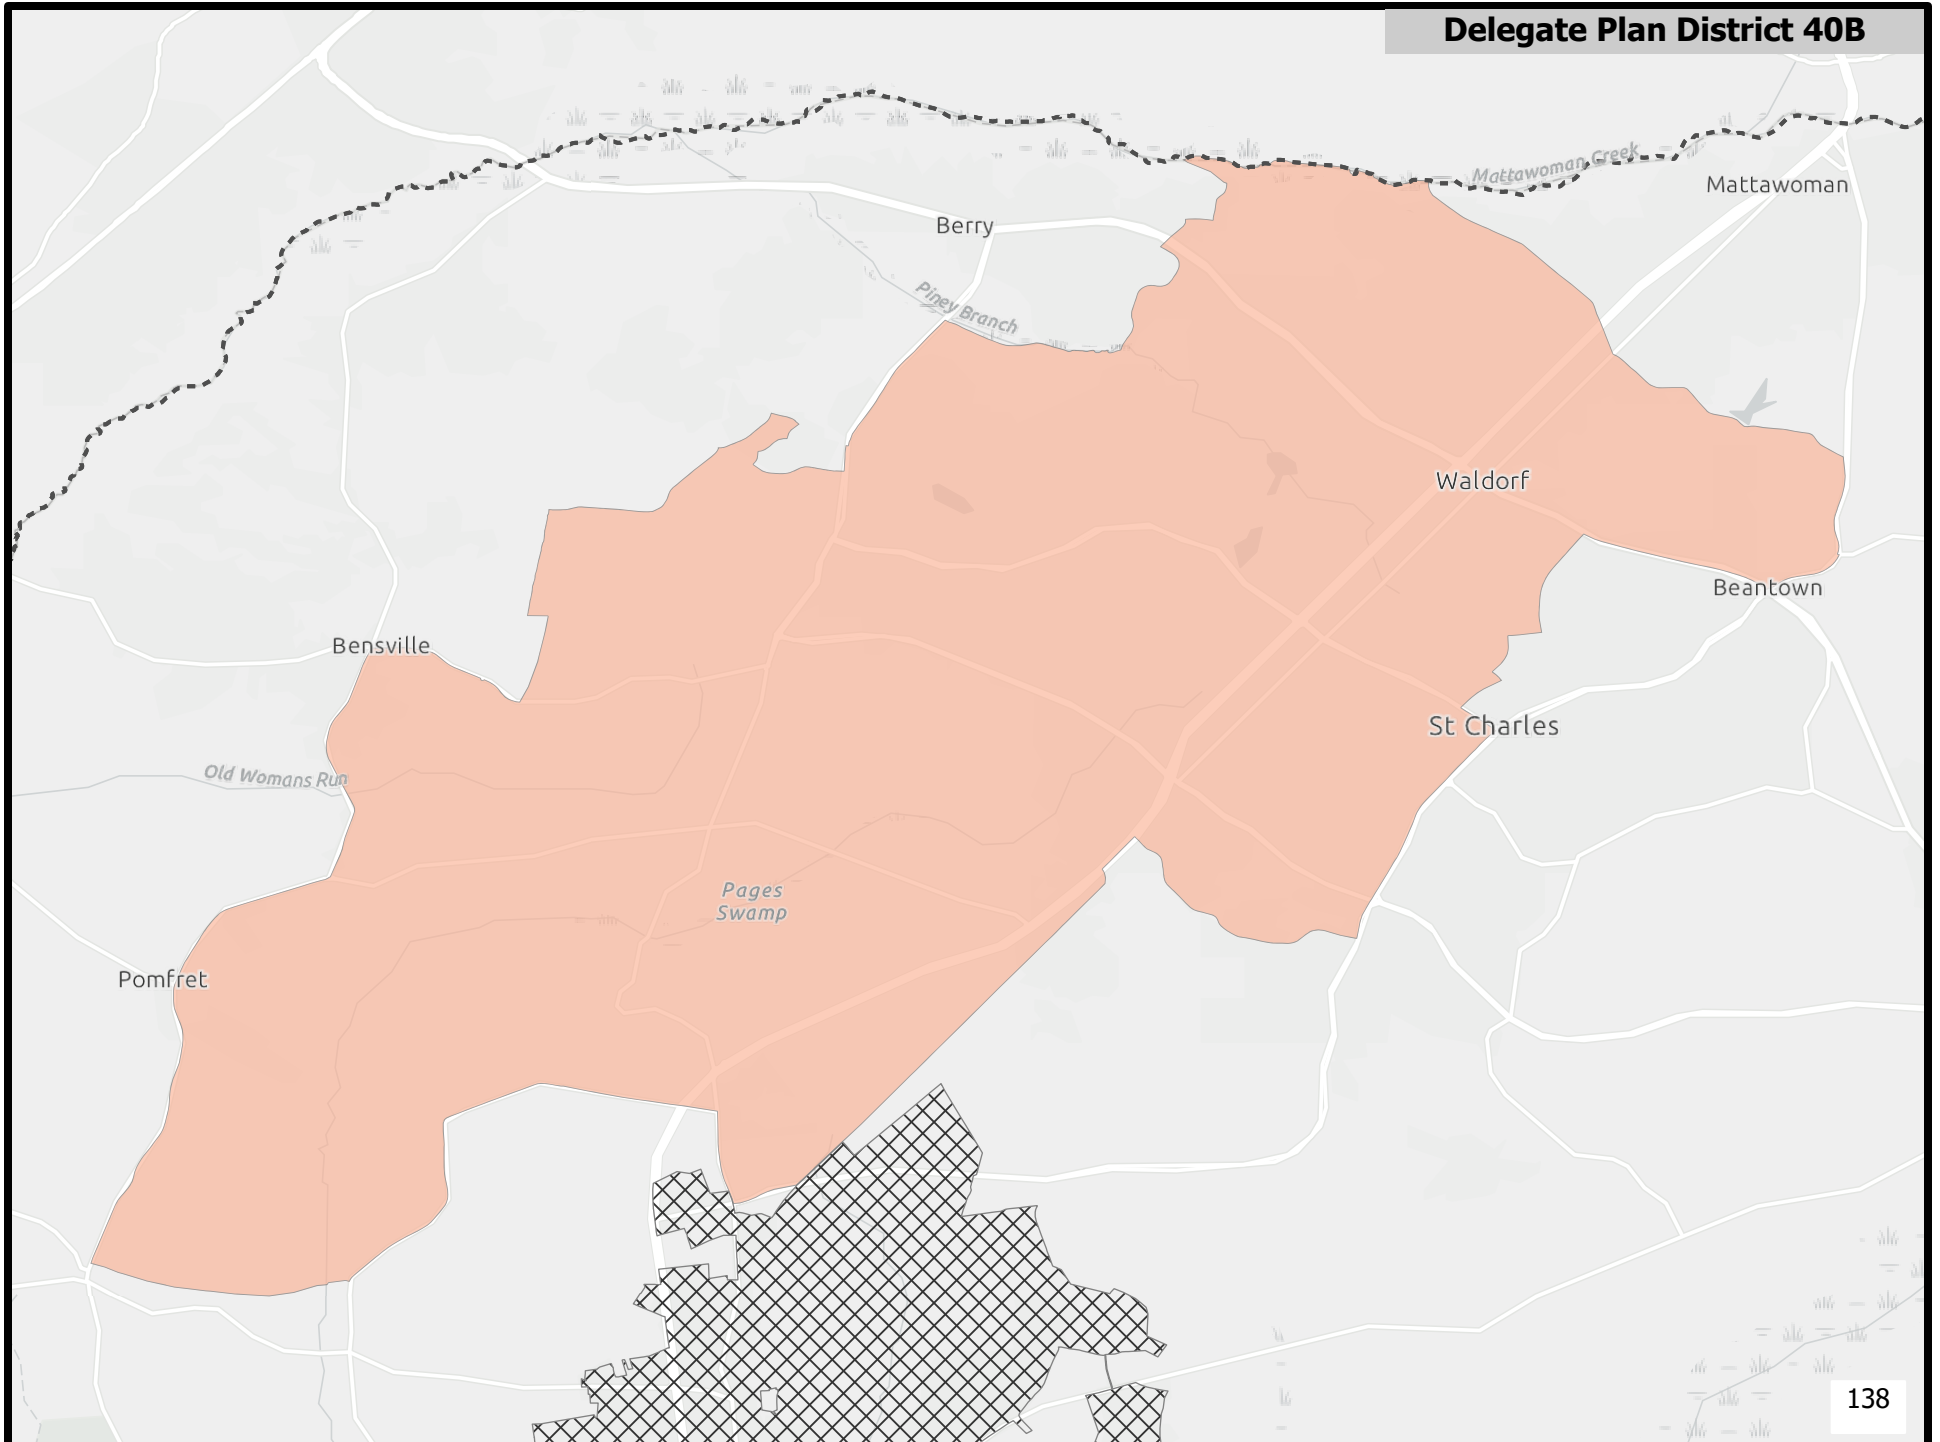 Delegate Plan District 40B
Mattawoman Creek
Mattawoman
Berry
Piney Branch
Waldorf
Beantown
Bensville
St Charles
Old Womans Run
Pages
Swamp
Pomfret
138